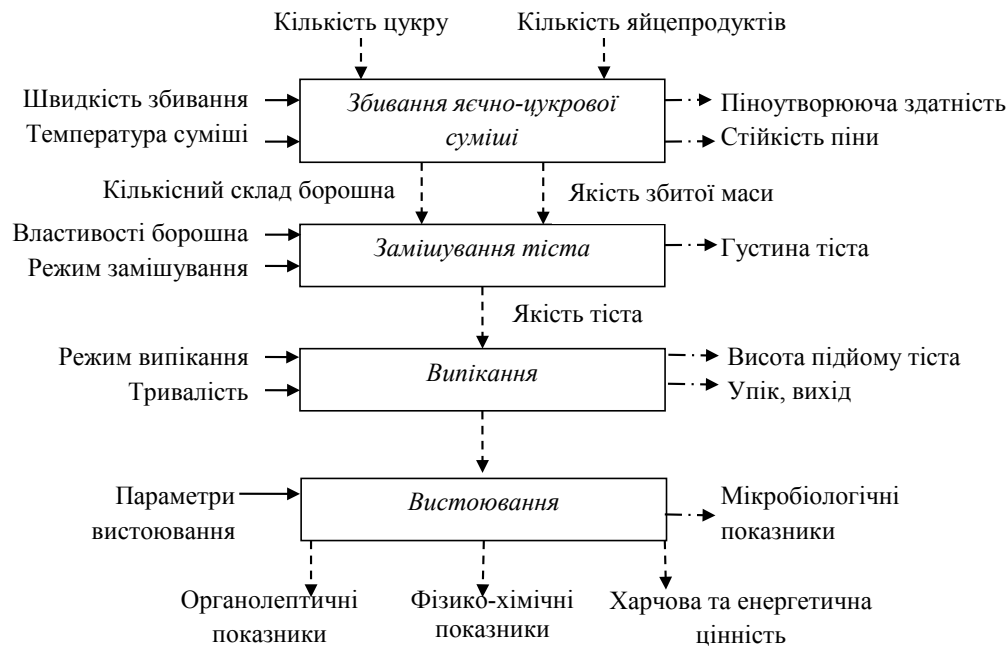 Кількість цукру
Кількість яйцепродуктів
Швидкість збивання
Температура суміші
Збивання яєчно-цукрової
суміші
Піноутворююча здатність
Стійкість піни
Кількісний склад борошна
Якість збитої маси
Властивості борошна
Режим замішування
Замішування тіста
Густина тіста
Якість тіста
Режим випікання
Тривалість
Випікання
Висота підйому тіста
Упік, вихід
Параметри
вистоювання
Вистоювання
Мікробіологічні
показники
Органолептичні
показники
Фізико-хімічні
показники
Харчова та енергетична
цінність